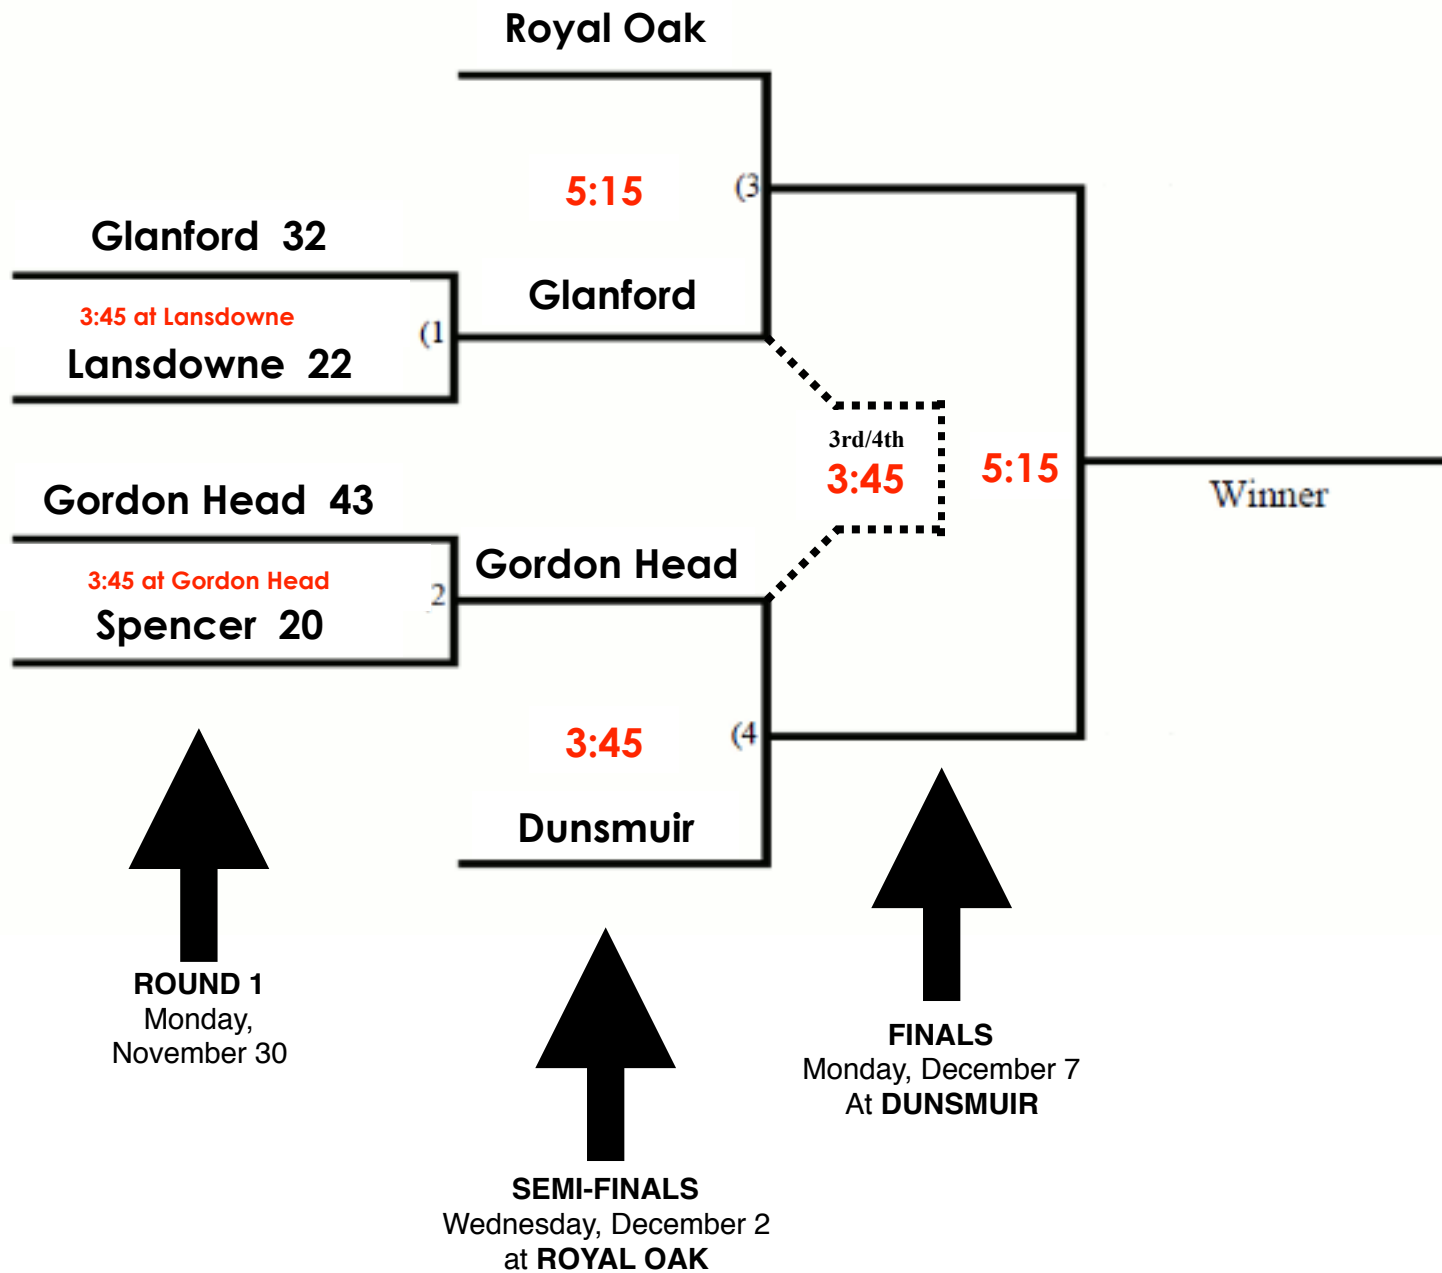 Royal Oak
5:15
(3
Glanford 32
3:45 at Lansdowne
Lansdowne 22
(1
Glanford
3rd/4th
3:45
5:15
Winner
Gordon Head 43
3:45 at Gordon Head
Spencer 20
2
Gordon Head
3:45
(4
Dunsmuir
ROUND 1
Monday,
November 30
SEMI-FINALS
Wednesday, December 2
at ROYAL OAK
FINALS
Monday, December 7
At DUNSMUIR